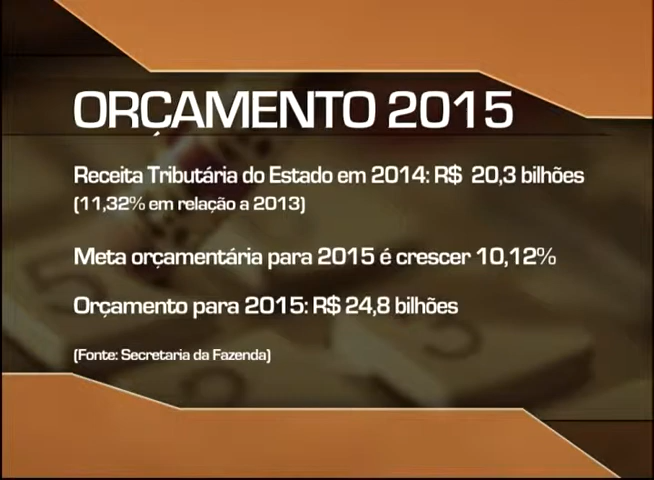 ORÇAMENTO 2015
Receita Tributária do Estado em 2014: R$ 20,3 bilhões
(11,32% em relação a 2013)
Meta orçamentária para 2015 é crescer 10,12%
Orçamento para 2015: R$ 24,8 bilhões
(Fonte: Secretaria da Fazenda)